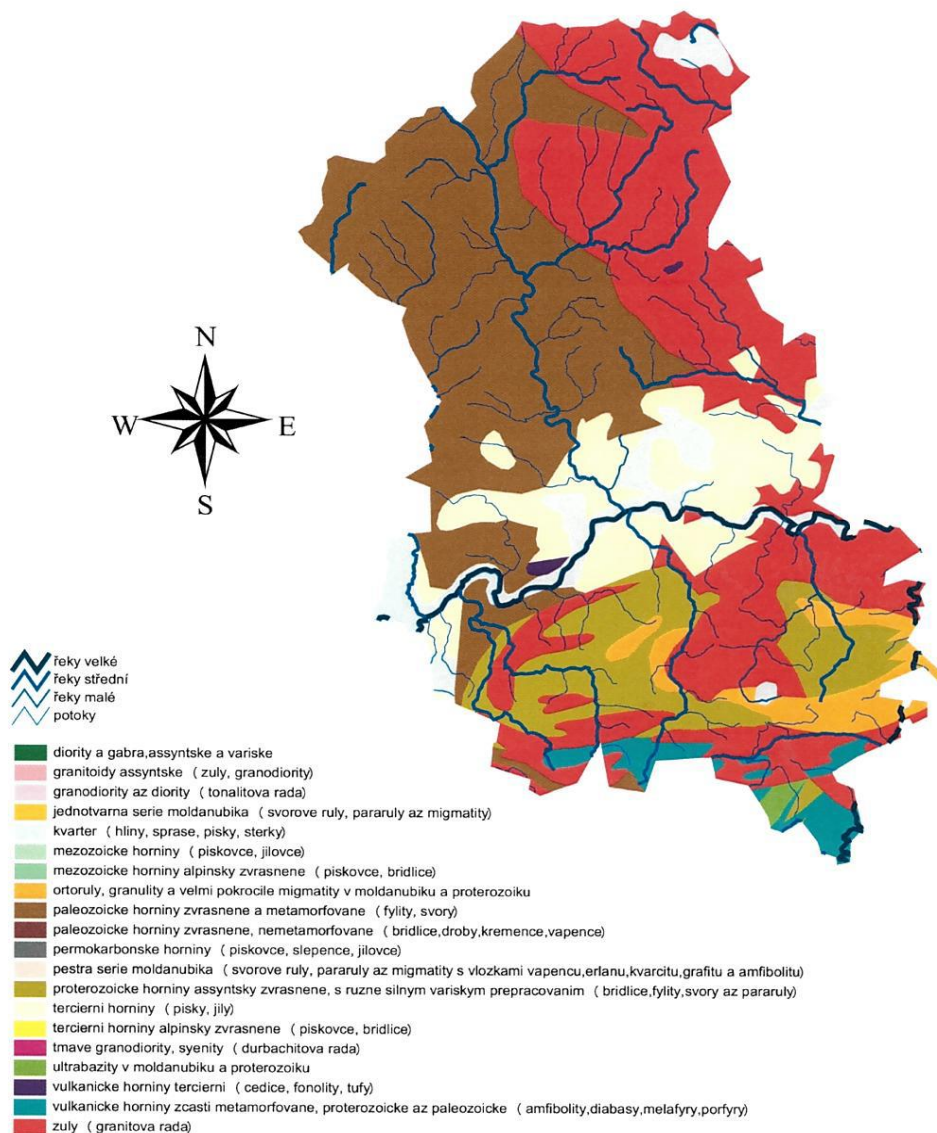 N
W E
S
řeky velké
řeky střední
řeky malé
potoky
diority a gabra,assyntske a variske
granitoidy assyntske ( zuly, granodiority)
granodiority az diority ( tonalitova rada)
jednotvarna serie moldanubika ( svorove ruly, pararuly az migmatity)
kvarter ( hliny, sprase, pisky, sterky)
mezozoicke horniny ( piskovce, jilovce)
mezozoicke horniny alpinsky zvrasnene ( piskovce, bridlice)
ortoruly, granulity a velmi pokrocile migmatity v moldanubiku a proterozoiku
paleozoicke horniny zvrasnene a metamorfovane ( fylity, svory)
paleozoicke horniny zvrasnene, nemetamorfovane ( bridlice,droby,kremence,vapence)
permokarbonske horniny ( piskovce, slepence, jilovce)
pestra serie moldanubika ( svorove ruly, pararuly az migmatity s vlozkami vapencu,erlanu,kvarcitu,grafitu a amfibolitu)
proterozoicke horniny assyntsky zvrasnene, s ruzne silnym variskym prepracovanim ( bridlice,fylity,svory az pararuly)
tercierni horniny ( pisky, jily)
tercierni horniny alpinsky zvrasnene ( piskovce, bridlice)
tmave granodiority, syenity ( durbachitova rada)
ultrabazity v moldanubiku a proterozoiku
vulkanicke horniny tercierni ( cedice, fonolity, tufy)
vulkanicke horniny zcasti metamorfovane, proterozoicke az paleozoicke ( amfibolity,diabasy,melafyry,porfyry)
zuly ( granitova rada)